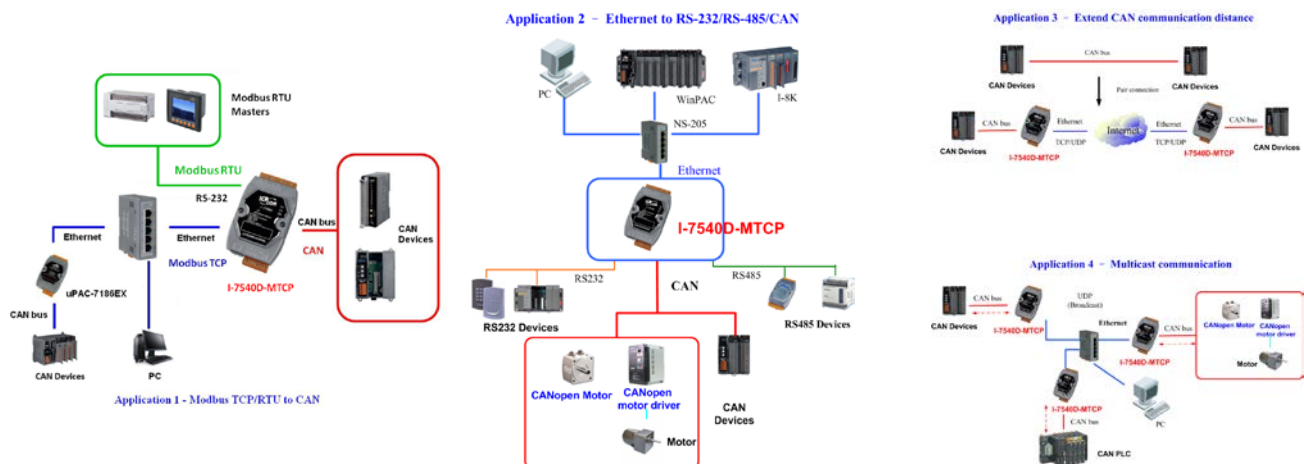 Modbus RTU
Masters
Modbus RTU
RS-232
CAN bus
CAN
CAN
Devices
Ethernet
Ethernet
Modbus TCP
I-7540D-MTCP
uPAC-7186EX
CAN bus
CAN Devices
PC
Application 1 - Modbus TCP/RTU to CAN
Application 2 – Ethernet to RS-232/RS-485/CAN
PC
WinPAC
I-8K
NS-205
Ethernet
I-7540D-MTCP
RS232
CAN
RS485
RS232 Devices
RS485 Devices
CANopen Motor
CANopen
motor driver
Motor
CAN
Devices
Application 3 – Extend CAN communication distance
CAN bus
CAN Devices
CAN Devices
Pair connection
CAN bus
Ethernet
TCP/UDP
Internet
Ethernet
TCP/UDP
CAN bus
CAN Devices
I-7540D-MTCP
I-7540D-MTCP
CAN Devices
Application 4 – Multicast communication
CAN bus
UDP
(Broadcast)
Ethernet
CAN bus
CAN Devices
I-7540D-MTCP
I-7540D-MTCP
CANopen Motor
CANopen
motor driver
Motor
I-7540D-MTCP
CAN bus
PC
CAN PLC